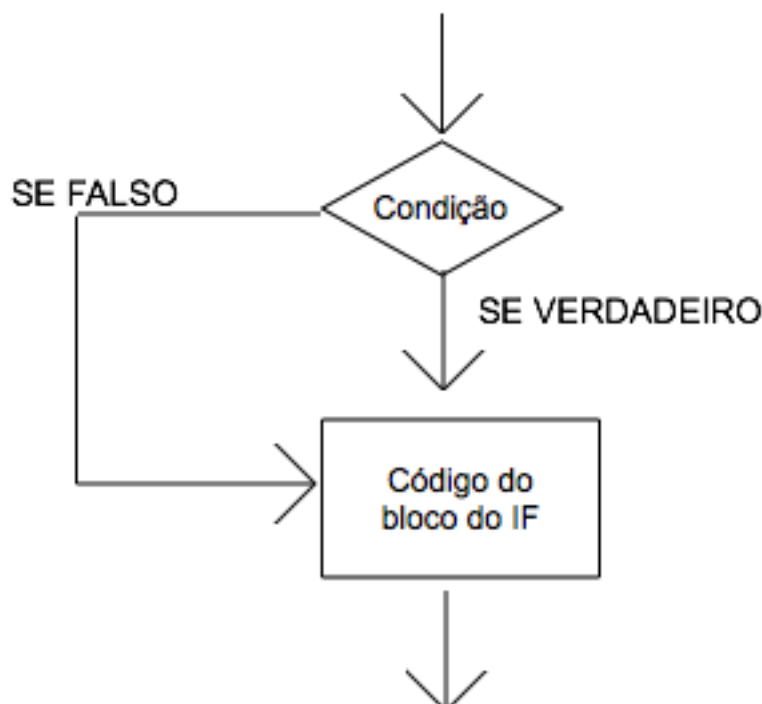 SE FALSO
Condição
SE VERDADEIRO
Código do
bloco do IF